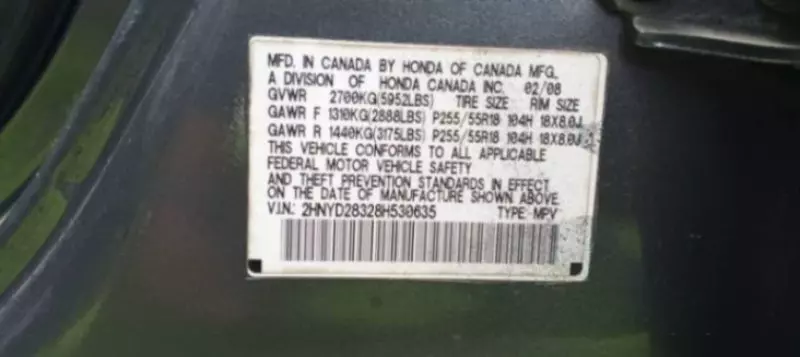 MFD. IN CANADA BY HONDA OF CANADA MFG.
A DIVISION OF HONDA CANADA INC. 02/08
GVWR 2700KG(5952LBS) TIRE SIZE RIM SIZE
GAWR F 1310KG(2888LBS) P255/55R18 104H 18X8.0J
GAWR R 1440KG(3175LBS) P255/55R18 104H 18X8.0J
THIS VEHICLE CONFORMS TO ALL APPLICABLE
FEDERAL MOTOR VEHICLE SAFETY
AND THEFT PREVENTION STANDARDS IN EFFECT
ON THE DATE OF MANUFACTURE SHOWN ABOVE.
V.I.N.: 2HNYD28328H530635 TYPE: MPV